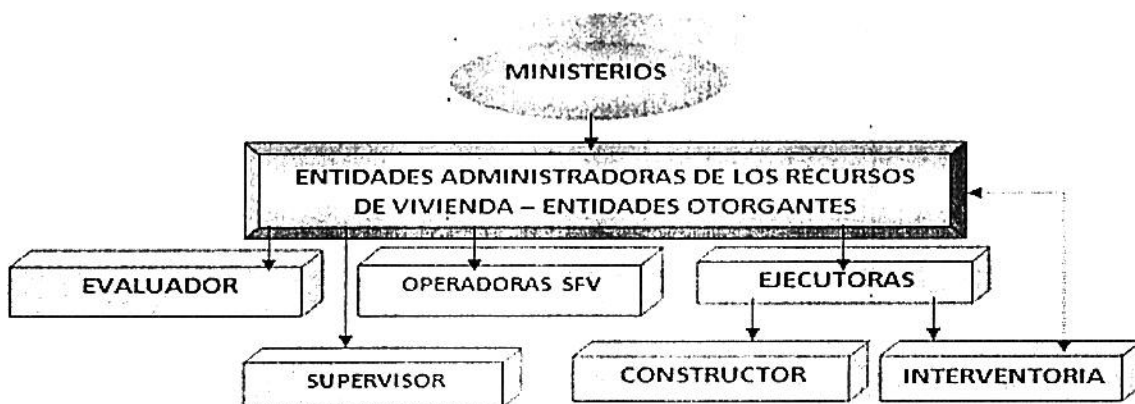 MINISTERIOS
ENTIDADES ADMINISTRADORAS DE LOS RECURSOS
DE VIVIENDA – ENTIDADES OTORGANTES
EVALUADOR
OPERADORAS SFV
EJECUTORAS
SUPERVISOR
CONSTRUCTOR
INTERVENTORIA